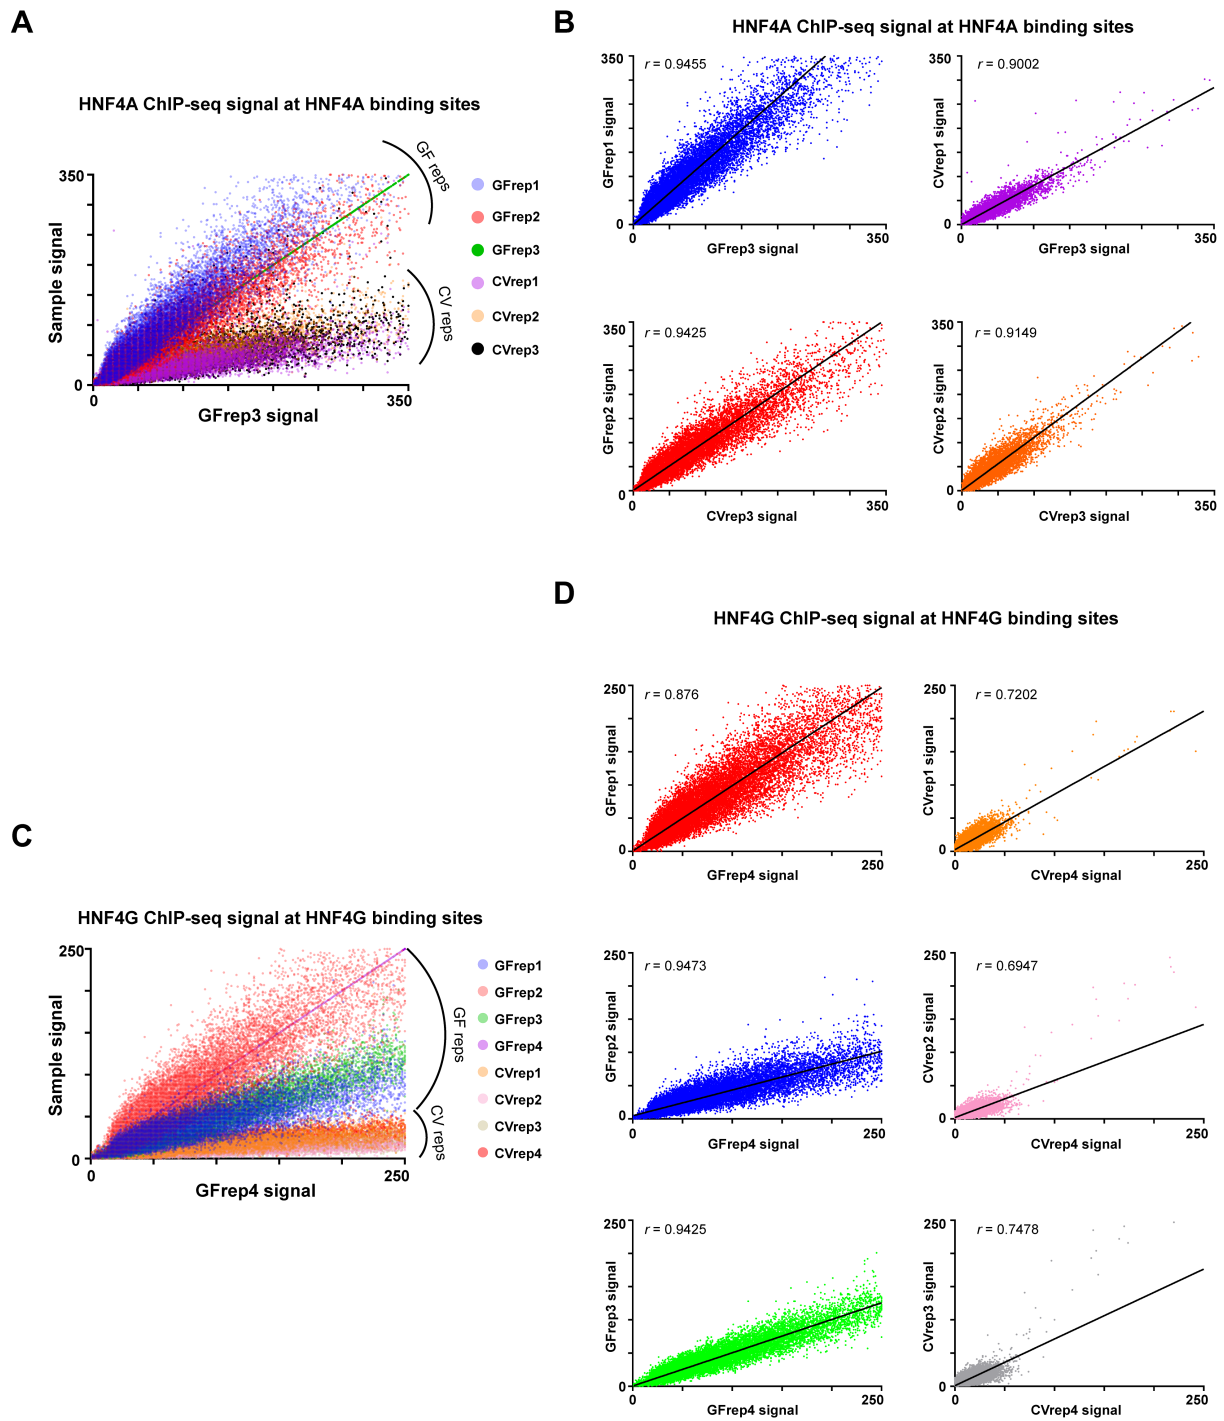 A
HNF4A ChIP-seq signal at HNF4A binding sites
350
Sample signal
0
0
350
GFrep3 signal
GF reps
CV reps
GFrep1
GFrep2
GFrep3
CVrep1
CVrep2
CVrep3
B
HNF4A ChIP-seq signal at HNF4A binding sites
350
r = 0.9455
GFrep1 signal
0
0
350
GFrep3 signal
350
r = 0.9002
CVrep1 signal
0
0
350
GFrep3 signal
350
r = 0.9425
GFrep2 signal
0
0
350
CVrep3 signal
350
r = 0.9149
CVrep2 signal
0
0
350
CVrep3 signal
C
HNF4G ChIP-seq signal at HNF4G binding sites
250
Sample signal
0
0
250
GFrep4 signal
GF reps
CV reps
GFrep1
GFrep2
GFrep3
GFrep4
CVrep1
CVrep2
CVrep3
CVrep4
D
HNF4G ChIP-seq signal at HNF4G binding sites
250
r = 0.876
GFrep1 signal
0
0
250
GFrep4 signal
250
r = 0.7202
CVrep1 signal
0
0
250
CVrep4 signal
250
r = 0.9473
GFrep2 signal
0
0
250
GFrep4 signal
250
r = 0.6947
CVrep2 signal
0
0
250
CVrep4 signal
250
r = 0.9425
GFrep3 signal
0
0
250
GFrep4 signal
250
r = 0.7478
CVrep3 signal
0
0
250
CVrep4 signal